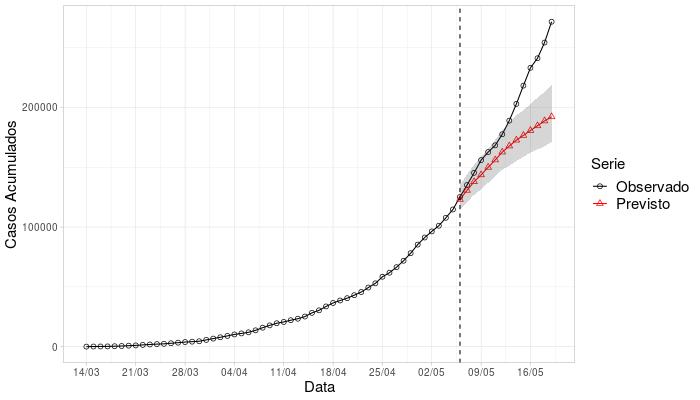 Casos Acumulados
200000
100000
0
14/03 21/03 28/03 04/04 11/04 18/04 25/04 02/05 09/05 16/05
Data
Serie
Observado
Previsto